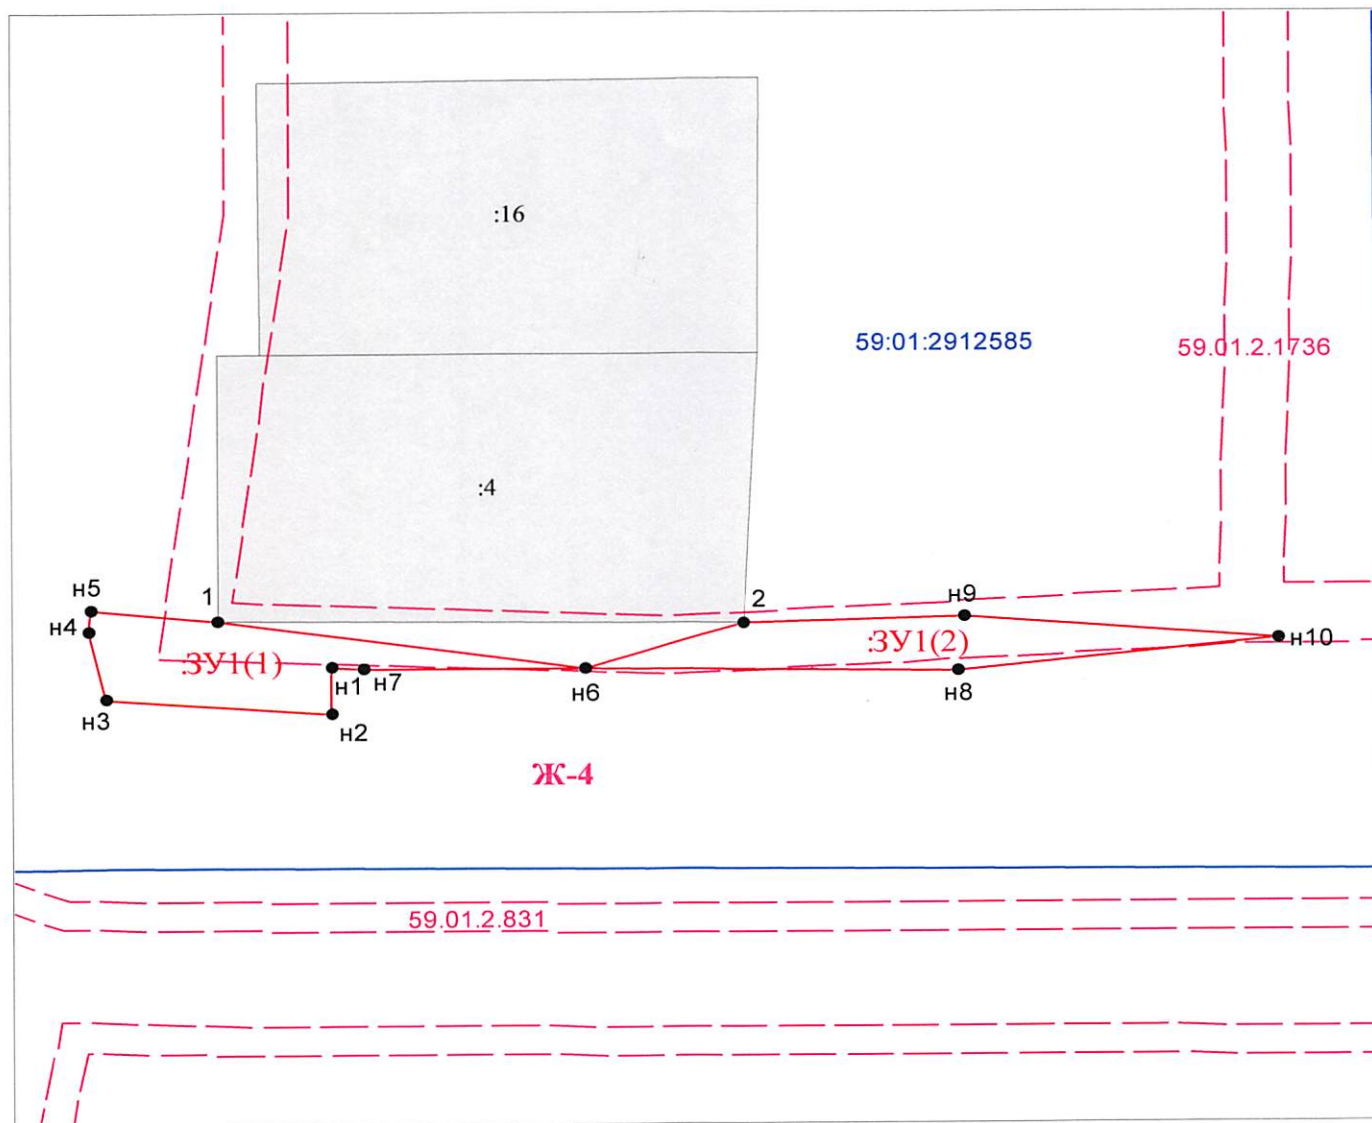 :16
59:01:2912585
59.01.2.1736
:4
н5
1
2
н9
н4
н10
:ЗУ1(1)
:ЗУ1(2)
н1
н7
н6
н8
н3
н2
Ж-4
59.01.2.831